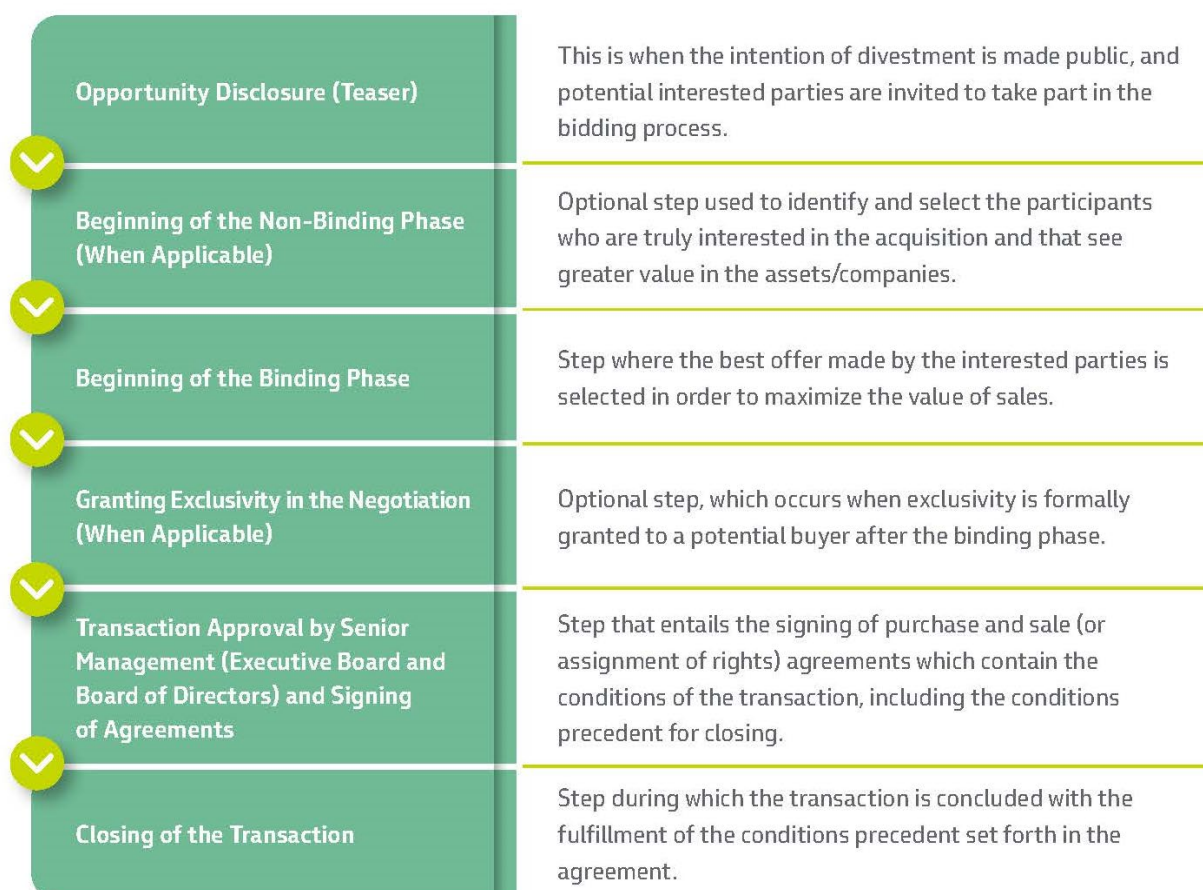 Opportunity Disclosure (Teaser)
This is when the intention of divestment is made public, and
potential interested parties are invited to take part in the
bidding process.
Beginning of the Non-Binding Phase
(When Applicable)
Optional step used to identify and select the participants
who are truly interested in the acquisition and that see
greater value in the assets/companies.
Beginning of the Binding Phase
Step where the best offer made by the interested parties is
selected in order to maximize the value of sales.
Granting Exclusivity in the Negotiation
(When Applicable)
Optional step, which occurs when exclusivity is formally
granted to a potential buyer after the binding phase.
Transaction Approval by Senior
Management (Executive Board and
Board of Directors) and Signing
of Agreements
Step that entails the signing of purchase and sale (or
assignment of rights) agreements which contain the
conditions of the transaction, including the conditions
precedent for closing.
Closing of the Transaction
Step during which the transaction is concluded with the
fulfillment of the conditions precedent set forth in the
agreement.